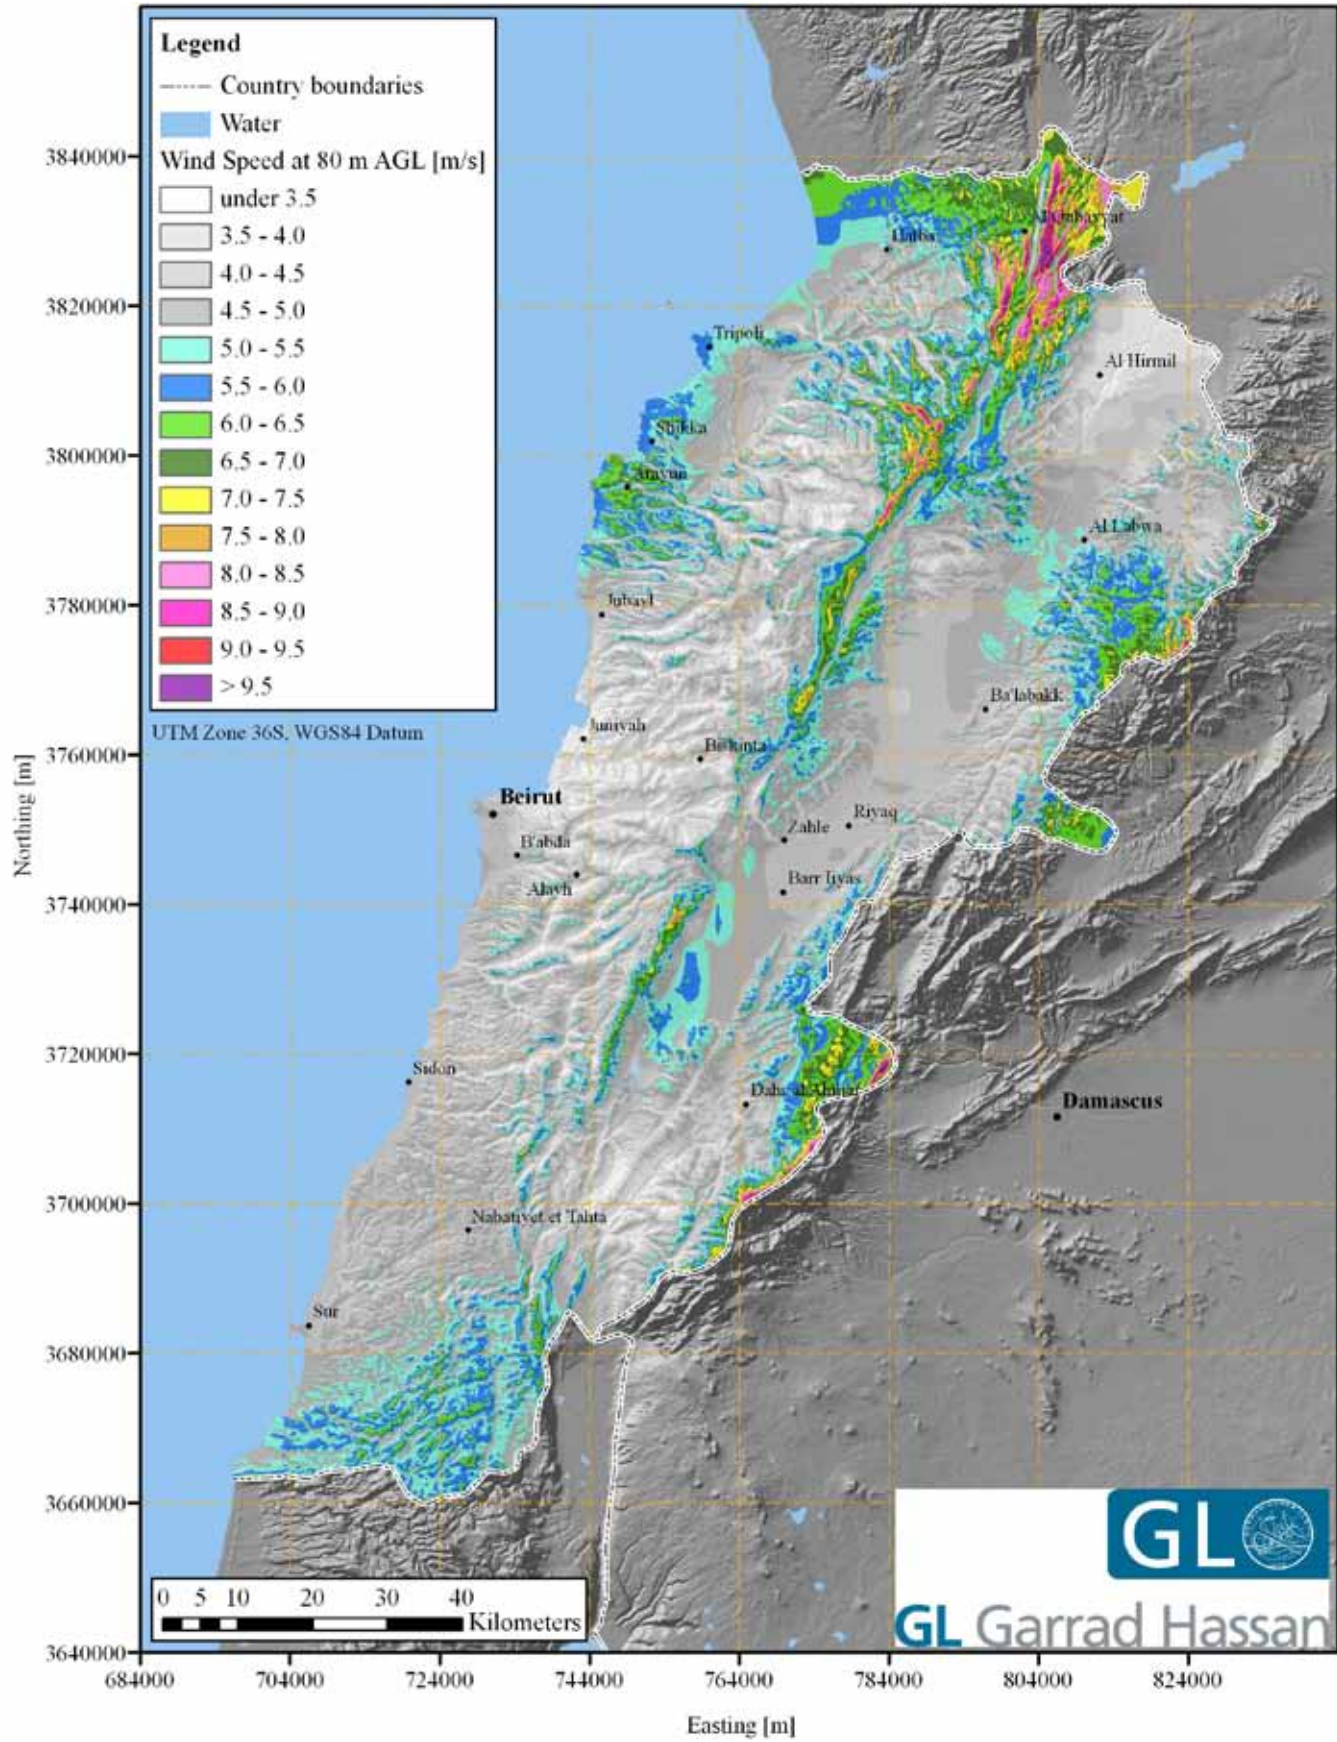 Legend
Country boundaries
Water
Wind Speed at 80 m AGL [m/s]
under 3.5
3.5 - 4.0
4.0 - 4.5
4.5 - 5.0
5.0 - 5.5
5.5 - 6.0
6.0 - 6.5
6.5 - 7.0
7.0 - 7.5
7.5 - 8.0
8.0 - 8.5
8.5 - 9.0
9.0 - 9.5
> 9.5
UTM Zone 36S, WGS84 Datum
Northing [m]
3840000
3820000
3800000
3780000
3760000
3740000
3720000
3700000
3680000
3660000
3640000
Halba
Tripoli
Al Hirmil
Shikka
Al Labwa
Jubayl
Ba'labakk
Juniyah
Beirut
Riyaq
Zahle
B'abda
Barr Iiyas
Alayh
Sidon
Damascus
Nabatiyet et Tahta
Sur
GL
GL Garrad Hassan
0 5 10 20 30 40
Kilometers
684000 704000 724000 744000 764000 784000 804000 824000
Easting [m]